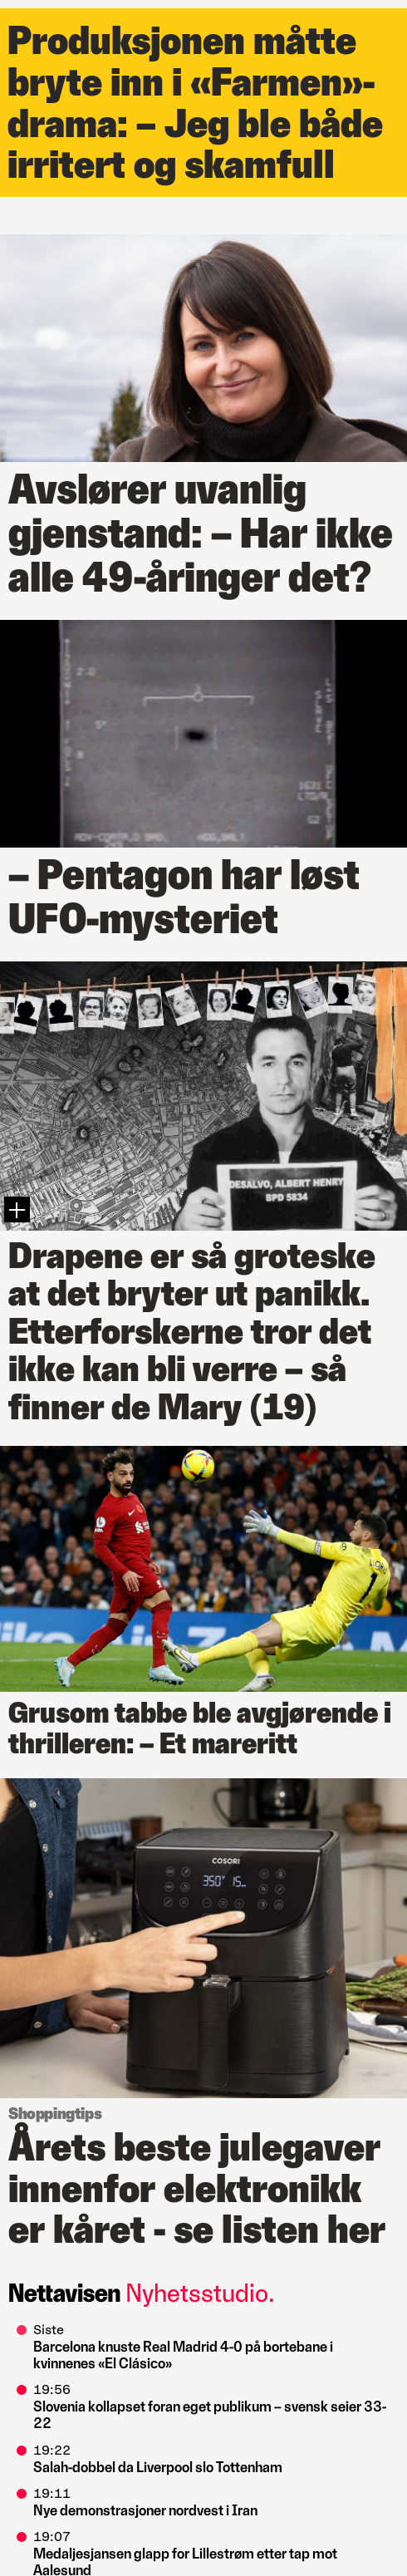 Produksjonen måtte
bryte inn i «Farmen»-
drama: – Jeg ble både
irritert og skamfull
Avslører uvanlig
gjenstand: – Har ikke
alle 49-åringer det?
– Pentagon har løst
UFO-mysteriet
DESALVO, ALBERT HENRY
BPD 5834
Drapene er så groteske
at det bryter ut panikk.
Etterforskerne tror det
ikke kan bli verre – så
finner de Mary (19)
Grusom tabbe ble avgjørende i
thrilleren: – Et mareritt
COSORI
Shoppingtips
Årets beste julegaver
innenfor elektronikk
er kåret - se listen her
Nettavisen Nyhetsstudio.
Siste
Barcelona knuste Real Madrid 4-0 på bortebane i
kvinnenes «El Clásico»
19:56
Slovenia kollapset foran eget publikum – svensk seier 33-
22
19:22
Salah-dobbel da Liverpool slo Tottenham
19:11
Nye demonstrasjoner nordvest i Iran
19:07
Medaljesjansen glapp for Lillestrøm etter tap mot
Aalesund